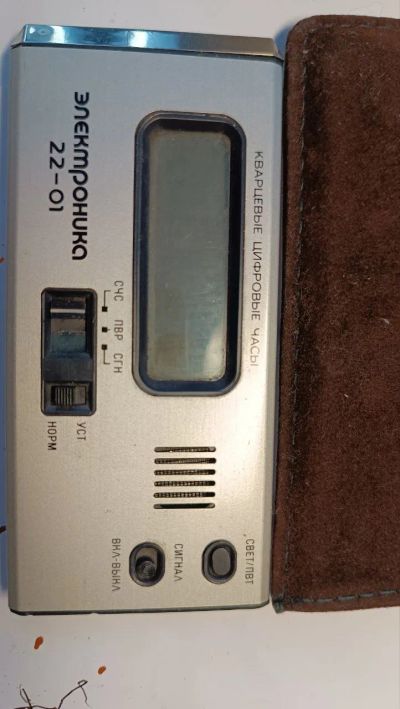 КВАРЦЕВЫЕ ЦИФРОВЫЕ ЧАСЫ
ЭЛЕКТРОНИКА
22-01
СЧС ПВР СГН
УСТ
НОРМ
СВЕТ/ПВТ
СИГНАЛ
ВКЛ-ВЫКЛ